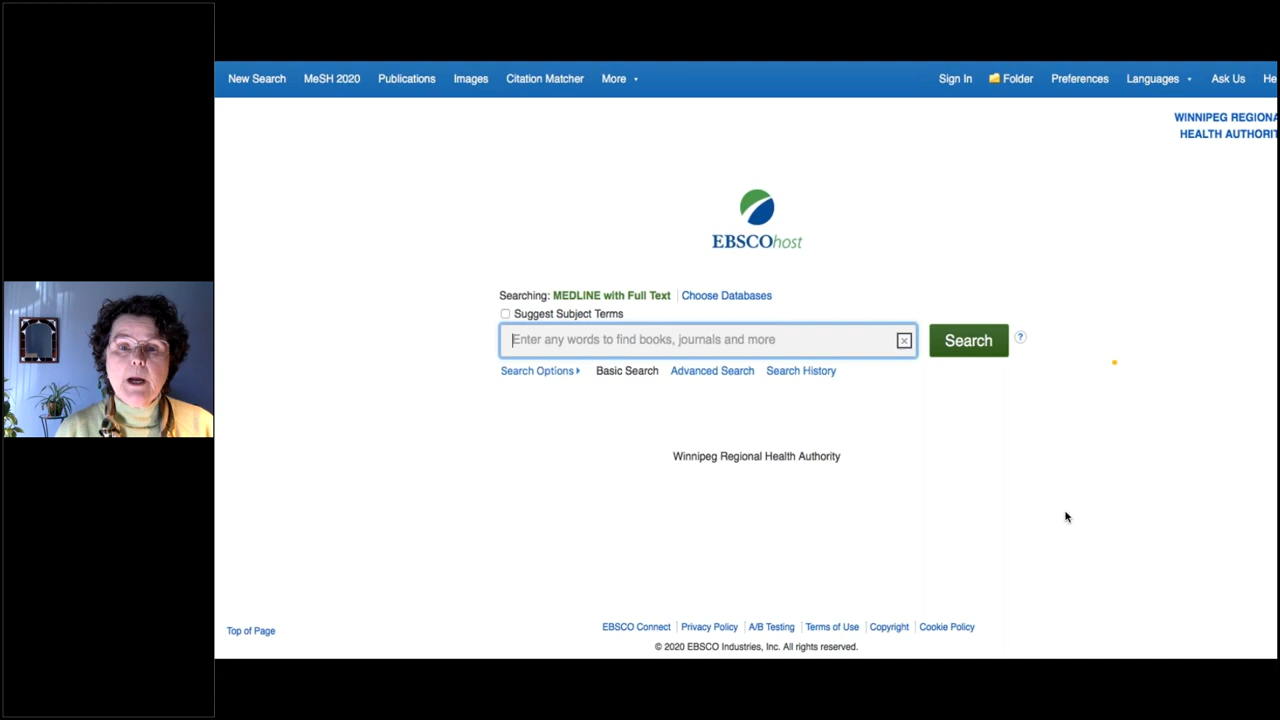 New Search MeSH 2020 Publications Images Citation Matcher More Sign In Folder Preferences Languages Ask Us He
WINNIPEG REGIONA
HEALTH AUTHORIT
EBSCOhost
Searching: MEDLINE with Full Text Choose Databases
Suggest Subject Terms
Enter any words to find books, journals and more Search ?
Search Options Basic Search Advanced Search Search History
Winnipeg Regional Health Authority
Top of Page
EBSCO Connect Privacy Policy A/B Testing Terms of Use Copyright Cookie Policy
© 2020 EBSCO Industries, Inc. All rights reserved.